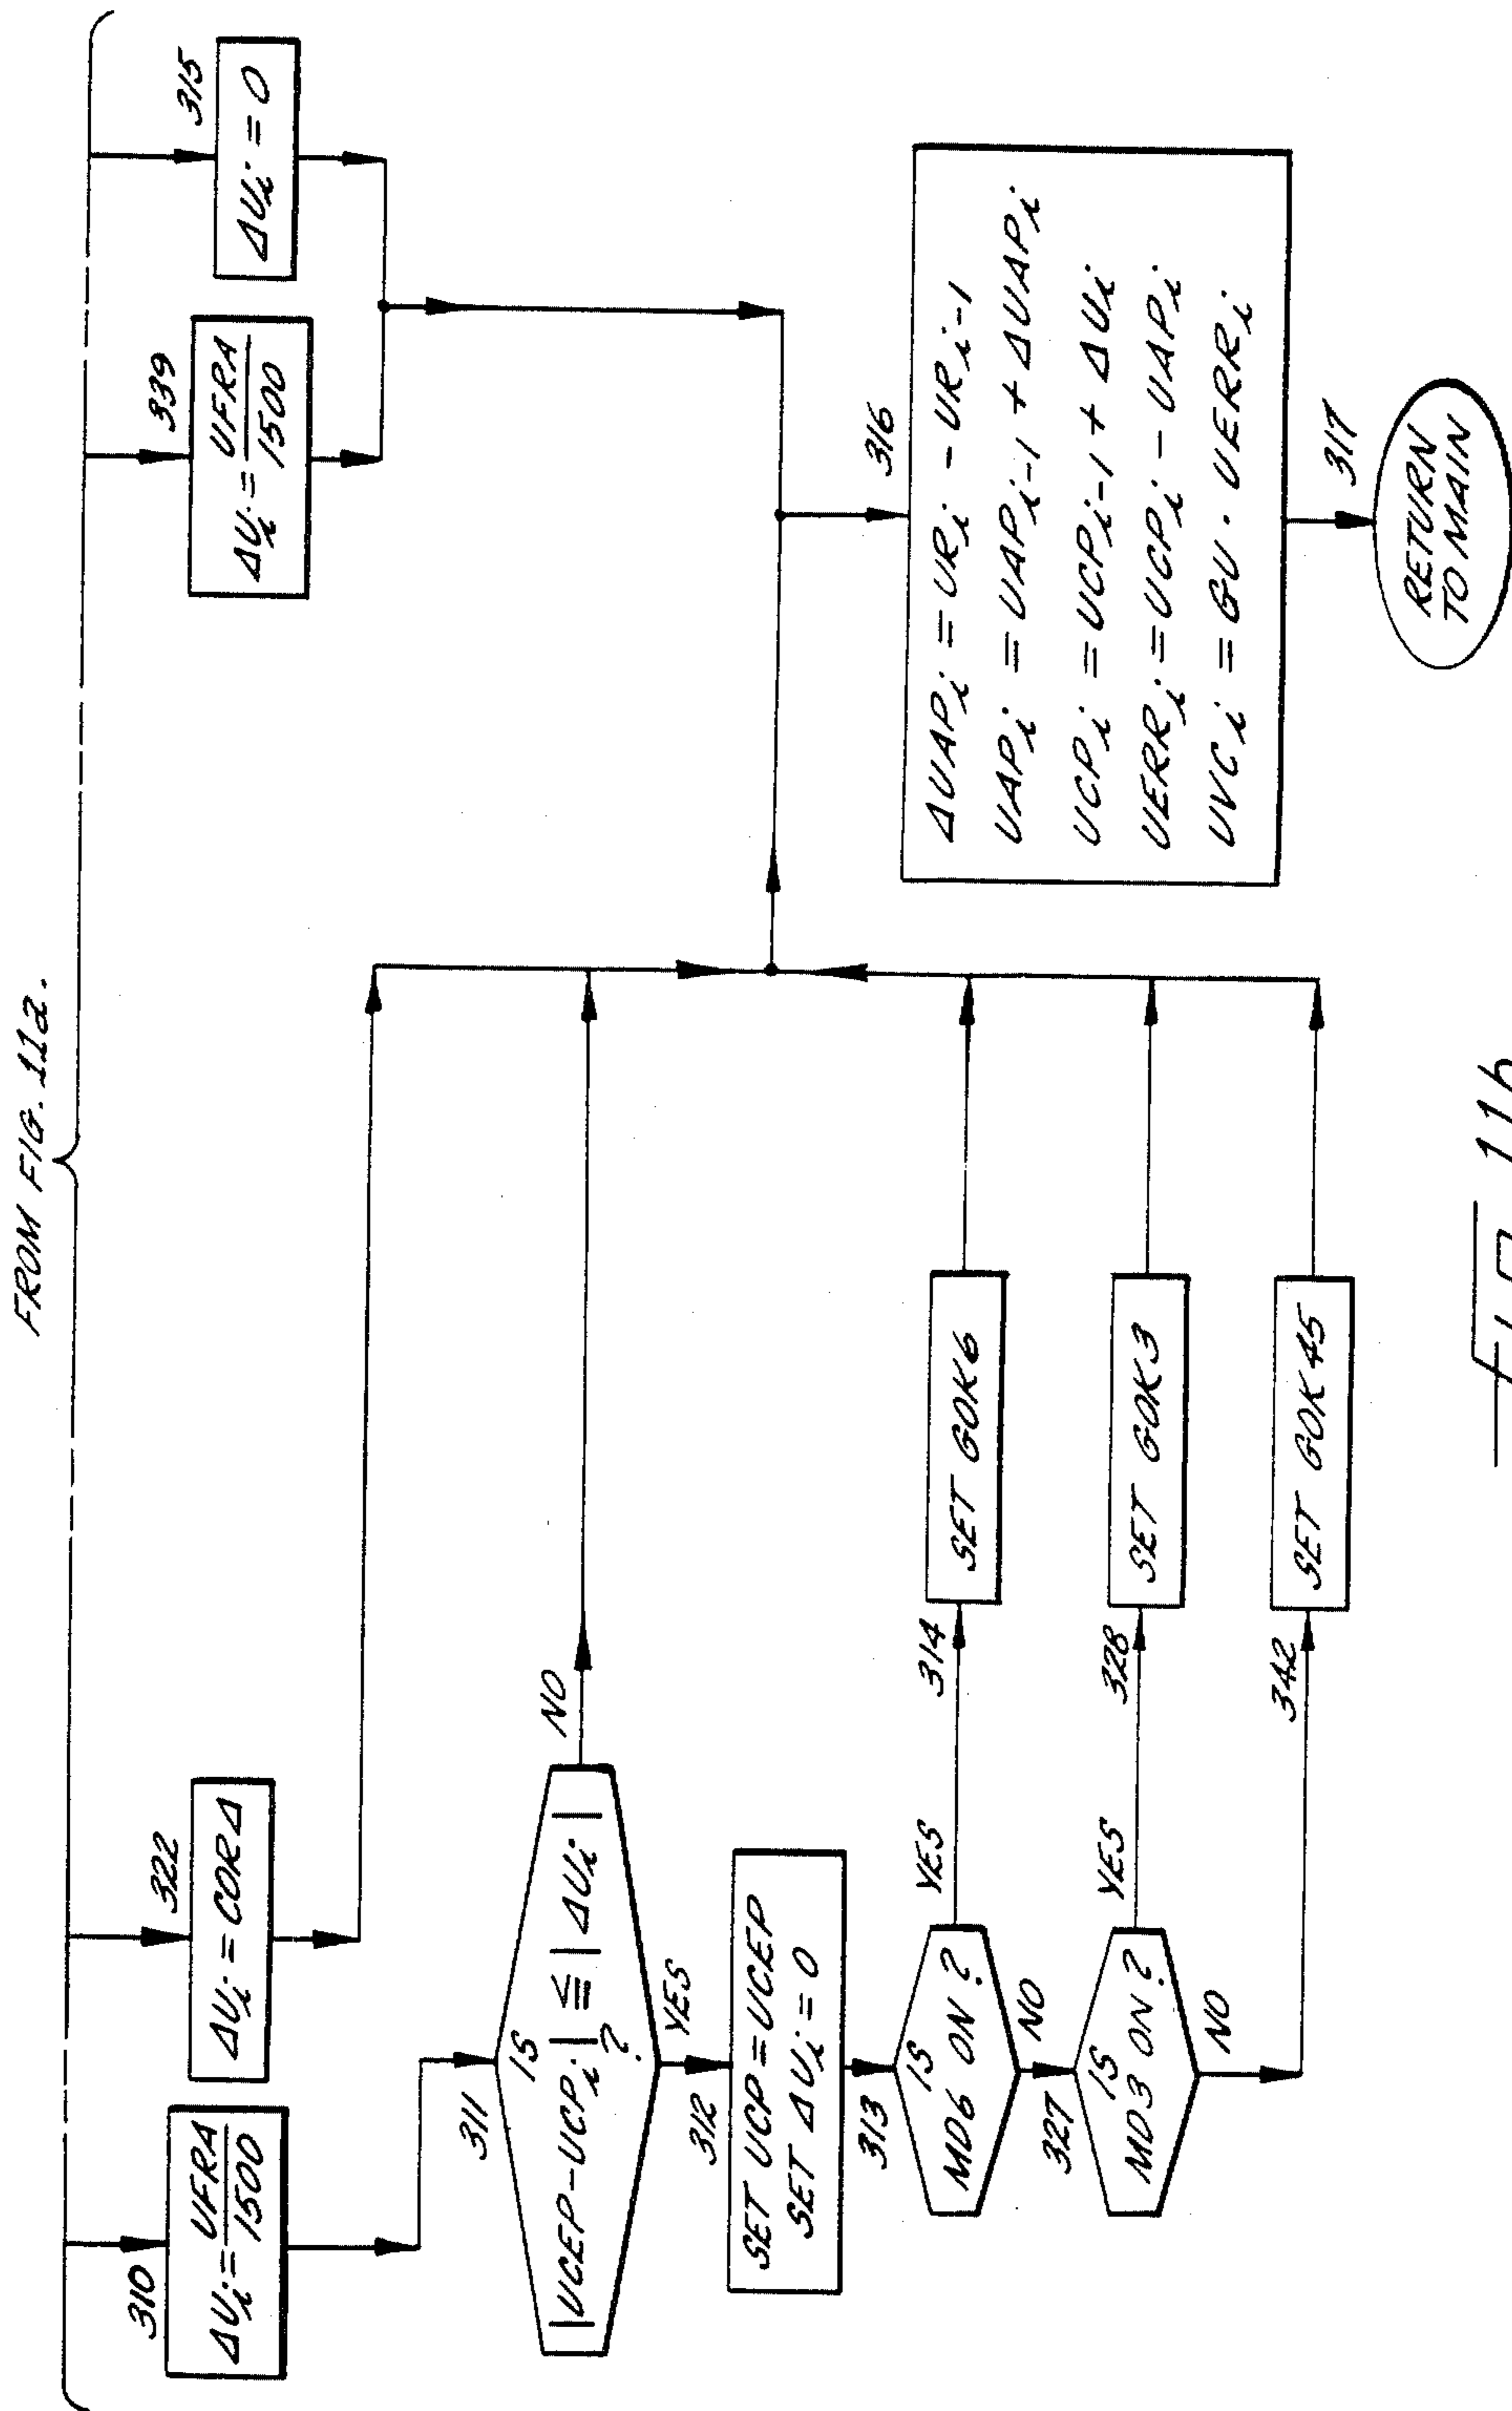 FROM FIG. 11a.
310
ΔUi = UFRA
1500
322
ΔUi = CORΔ
339
ΔUi = UFRA
1500
315
ΔUi = 0
311
IS
|UCEP-UCPi| ≦ |ΔUi|
?
NO
YES
312
SET UCP = UCEP
SET ΔUi = 0
313
IS
MD6 ON?
YES
314
SET GOK6
NO
327
IS
MD3 ON?
YES
328
SET GOK3
NO
342
SET GOK45
316
ΔUAPi = URi - URi-1
UAPi = UAPi-1 + ΔUAPi
UCPi = UCPi-1 + ΔUi
UERRi = UCPi - UAPi
UVCi = GU · UERRi
317
RETURN
TO MAIN